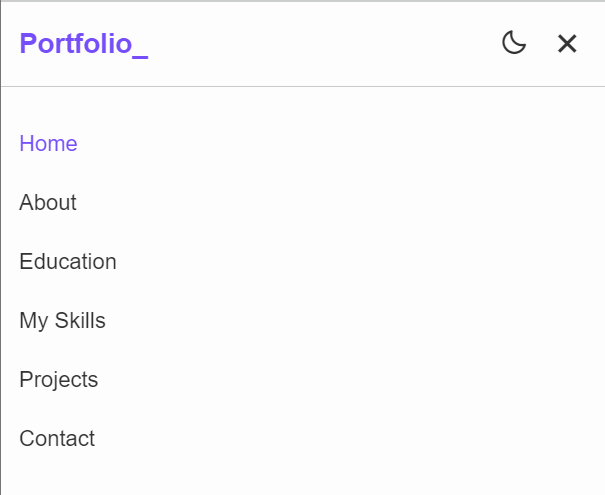 Portfolio_
Home
About
Education
My Skills
Projects
Contact